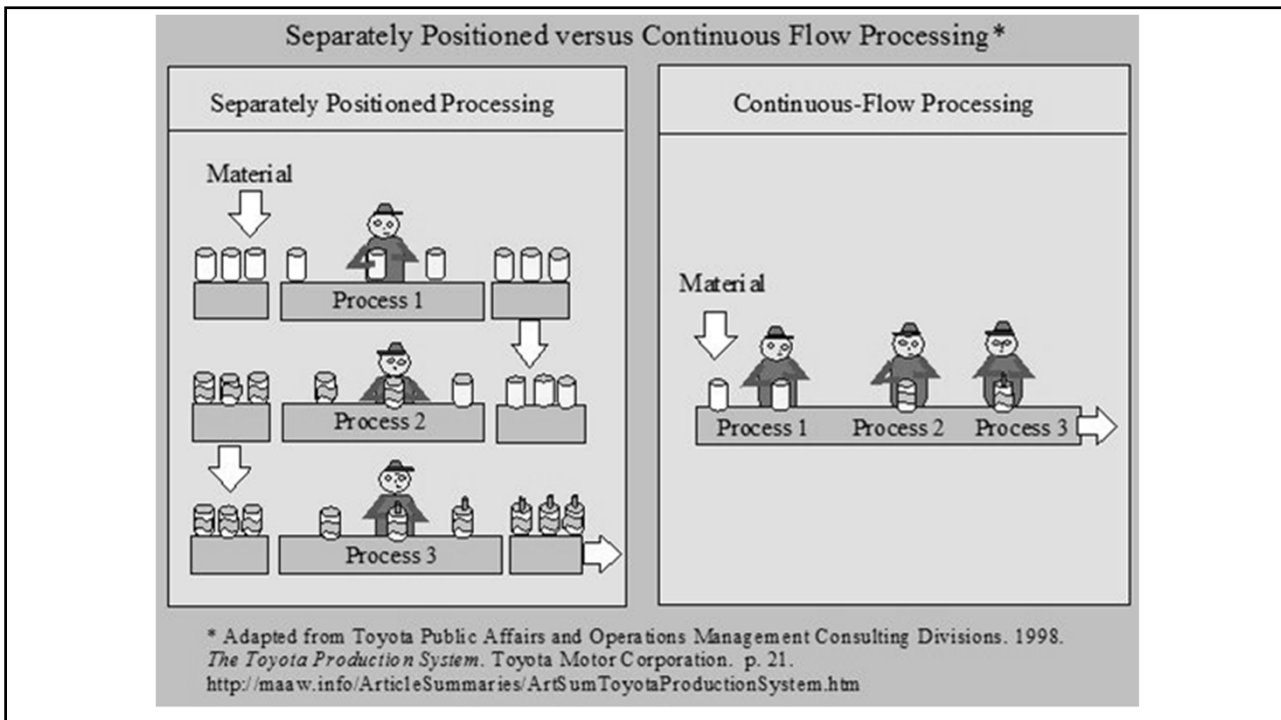 Separately Positioned versus Continuous Flow Processing*
Separately Positioned Processing
Material
Process 1
Process 2
Process 3
Continuous-Flow Processing
Material
Process 1 Process 2 Process 3
* Adapted from Toyota Public Affairs and Operations Management Consulting Divisions. 1998.
The Toyota Production System. Toyota Motor Corporation. p. 21.
http://maaw.info/ArticleSummaries/ArtSumToyotaProductionSystem.htm